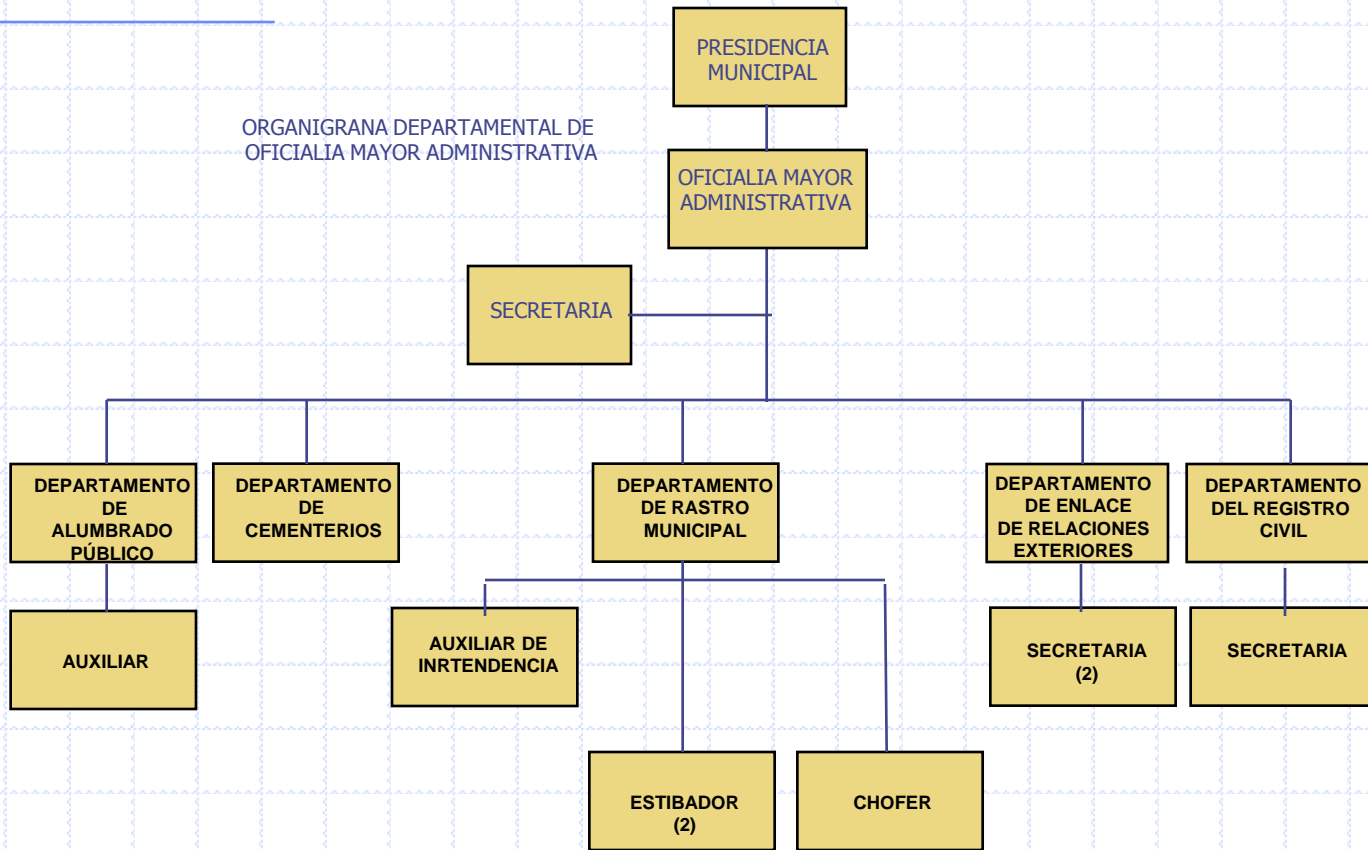 PRESIDENCIA
MUNICIPAL
ORGANIGRANA DEPARTAMENTAL DE
OFICIALIA MAYOR ADMINISTRATIVA
OFICIALIA MAYOR
ADMINISTRATIVA
SECRETARIA
DEPARTAMENTO
DE
ALUMBRADO
PÚBLICO
DEPARTAMENTO
DE
CEMENTERIOS
DEPARTAMENTO
DE RASTRO
MUNICIPAL
DEPARTAMENTO
DE ENLACE
DE RELACIONES
EXTERIORES
DEPARTAMENTO
DEL REGISTRO
CIVIL
AUXILIAR
AUXILIAR DE
INRTENDENCIA
SECRETARIA
(2)
SECRETARIA
ESTIBADOR
(2)
CHOFER